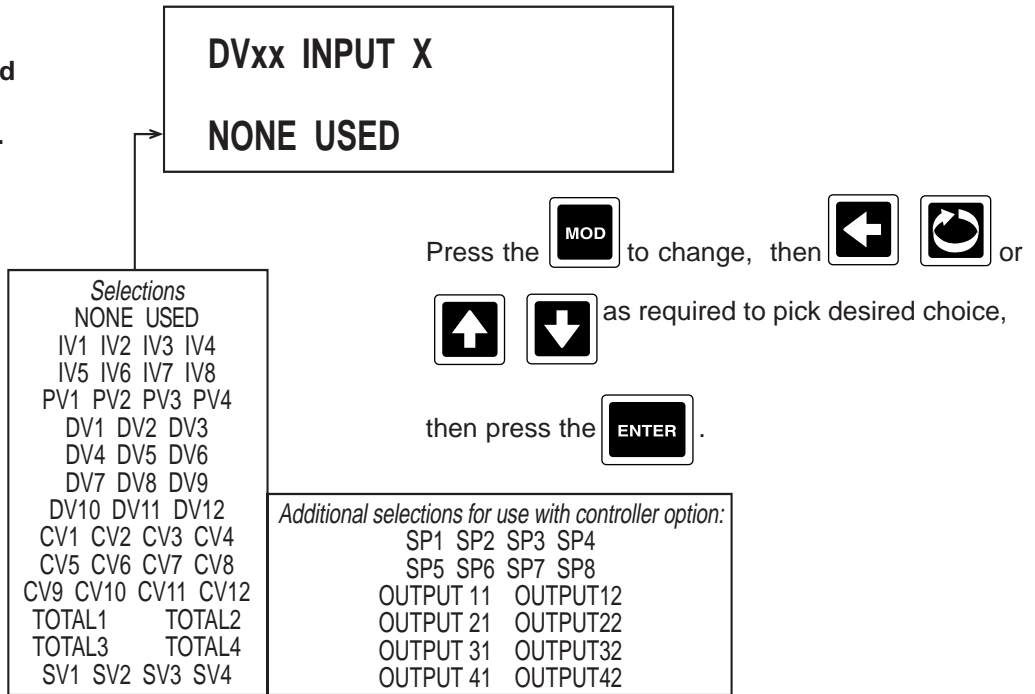 d
.
DVxx INPUT X
NONE USED
Press the MOD to change, then or
as required to pick desired choice,
then press the ENTER .
Selections
NONE USED
IV1 IV2 IV3 IV4
IV5 IV6 IV7 IV8
PV1 PV2 PV3 PV4
DV1 DV2 DV3
DV4 DV5 DV6
DV7 DV8 DV9
DV10 DV11 DV12
CV1 CV2 CV3 CV4
CV5 CV6 CV7 CV8
CV9 CV10 CV11 CV12
TOTAL1 TOTAL2
TOTAL3 TOTAL4
SV1 SV2 SV3 SV4
Additional selections for use with controller option:
SP1 SP2 SP3 SP4
SP5 SP6 SP7 SP8
OUTPUT 11 OUTPUT12
OUTPUT 21 OUTPUT22
OUTPUT 31 OUTPUT32
OUTPUT 41 OUTPUT42